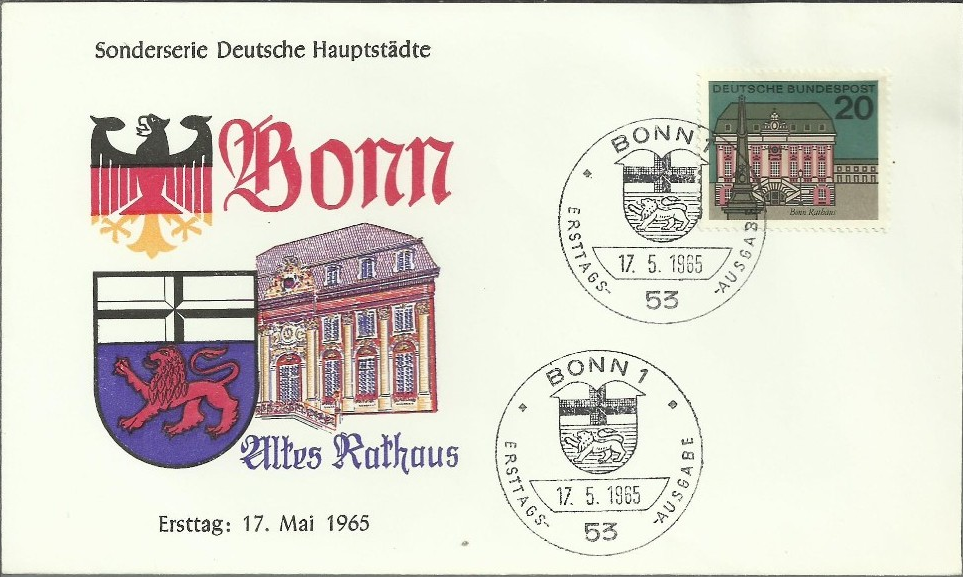 Sonderserie Deutsche Hauptstädte
Bonn
Altes Rathaus
Ersttag: 17. Mai 1965
DEUTSCHE BUNDESPOST
20
Bonn Rathaus
BONN 1
17. 5. 1965
ERSTTAGS-
-AUSGABE
53
BONN 1
17. 5. 1965
ERSTTAGS-
-AUSGABE
53